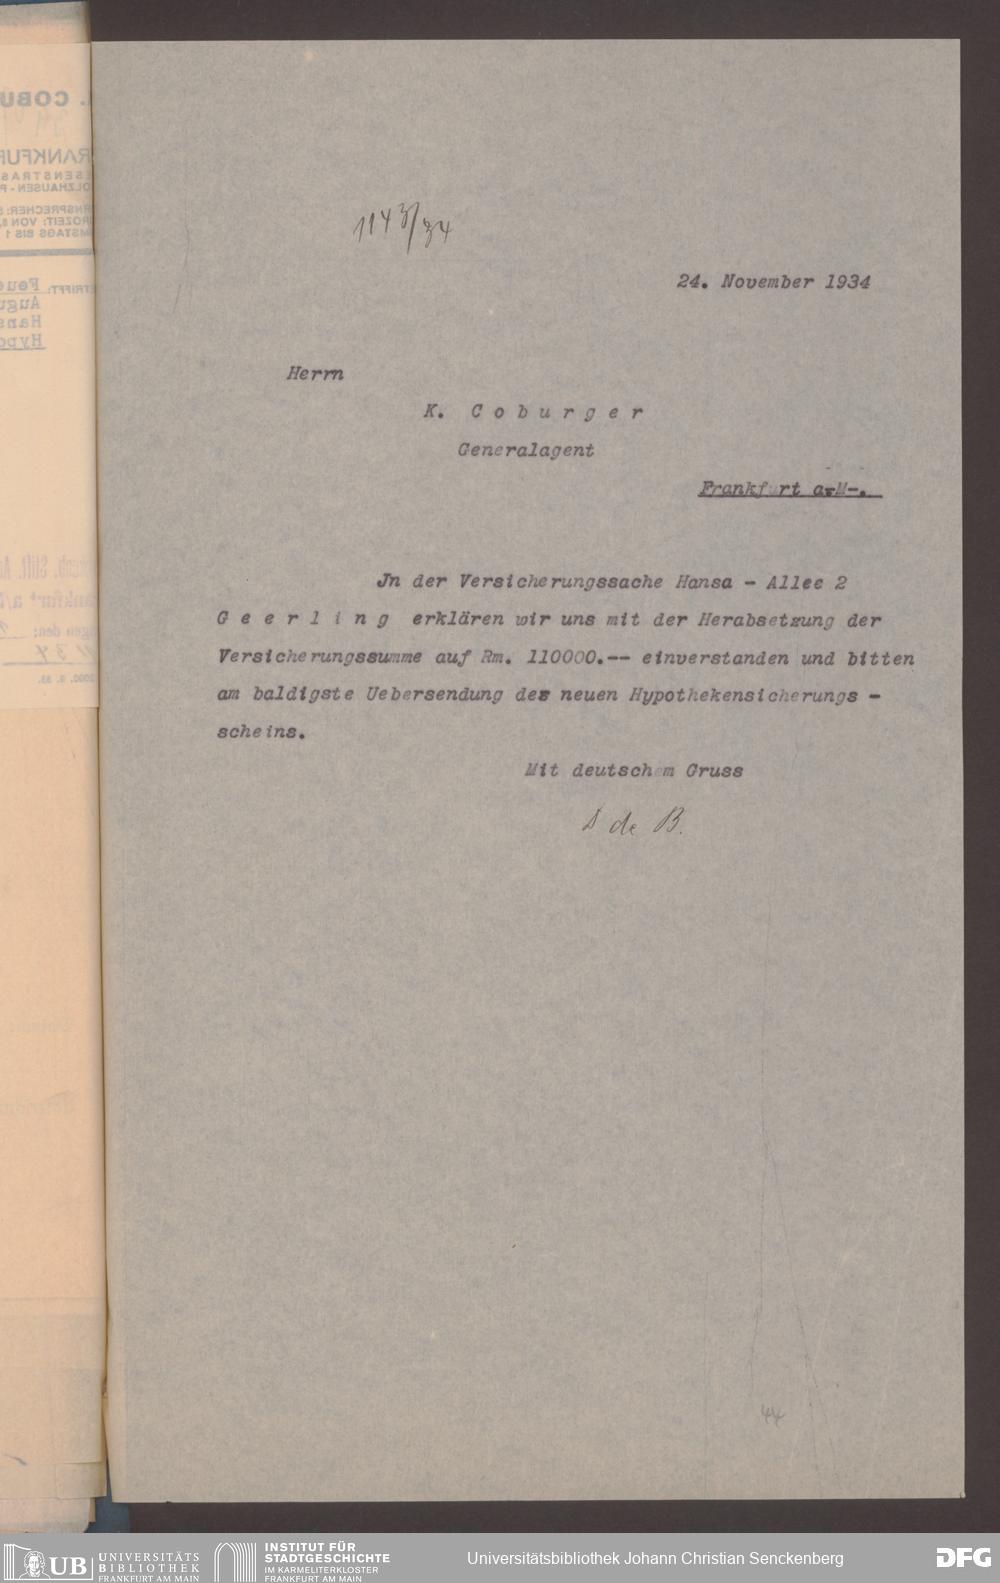 1143/34
24. November 1934
Herrn
K. Coburger
Generalagent
Frankfurt a.M-.
Jn der Versicherungssache Hansa - Allee 2
Geerling erklären wir uns mit der Herabsetzung der
Versicherungssumme auf Rm. 110000.-- einverstanden und bitten
am baldigste Uebersendung des neuen Hypothekensicherungs -
scheins.
Mit deutschem Gruss
S de B.
44
UB UNIVERSITÄTS
BIBLIOTHEK
FRANKFURT AM MAIN
INSTITUT FÜR
STADTGESCHICHTE
IM KARMELITERKLOSTER
FRANKFURT AM MAIN
Universitätsbibliothek Johann Christian Senckenberg
DFG